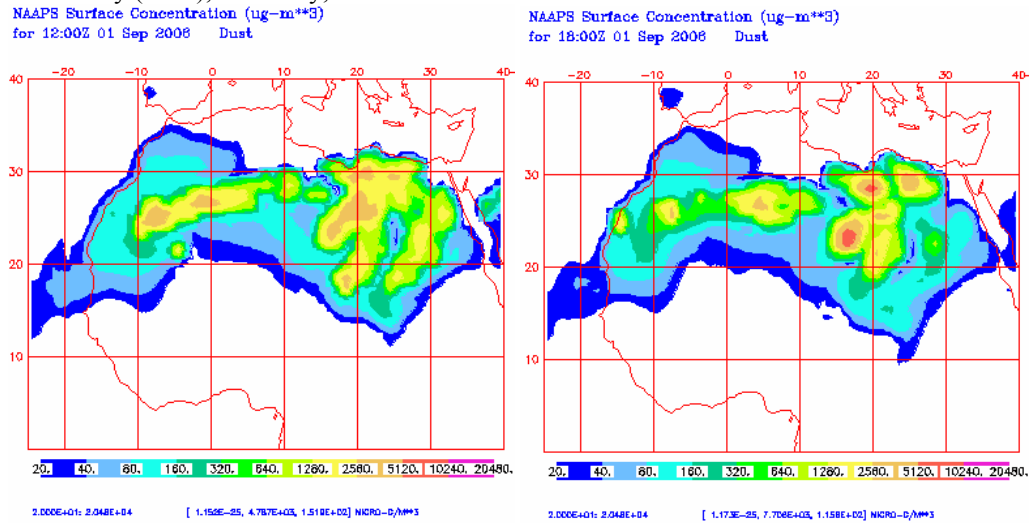 NAAPS Surface Concentration (ug-m**3)
for 12:00Z 01 Sep 2006 Dust
-20 -10 0 10 20 30 40
40
30
20
10
20. 40. 80. 160. 320. 640. 1280. 2560. 5120. 10240. 20480.
2.000E+01: 2.048E+04 [ 1.152E-25, 4.787E+03, 1.519E+02] MICRO-G/M**3
NAAPS Surface Concentration (ug-m**3)
for 18:00Z 01 Sep 2006 Dust
-20 -10 0 10 20 30 40
40
30
20
10
20. 40. 80. 160. 320. 640. 1280. 2560. 5120. 10240. 20480.
2.000E+01: 2.048E+04 [ 1.173E-25, 7.706E+03, 1.158E+02] MICRO-G/M**3